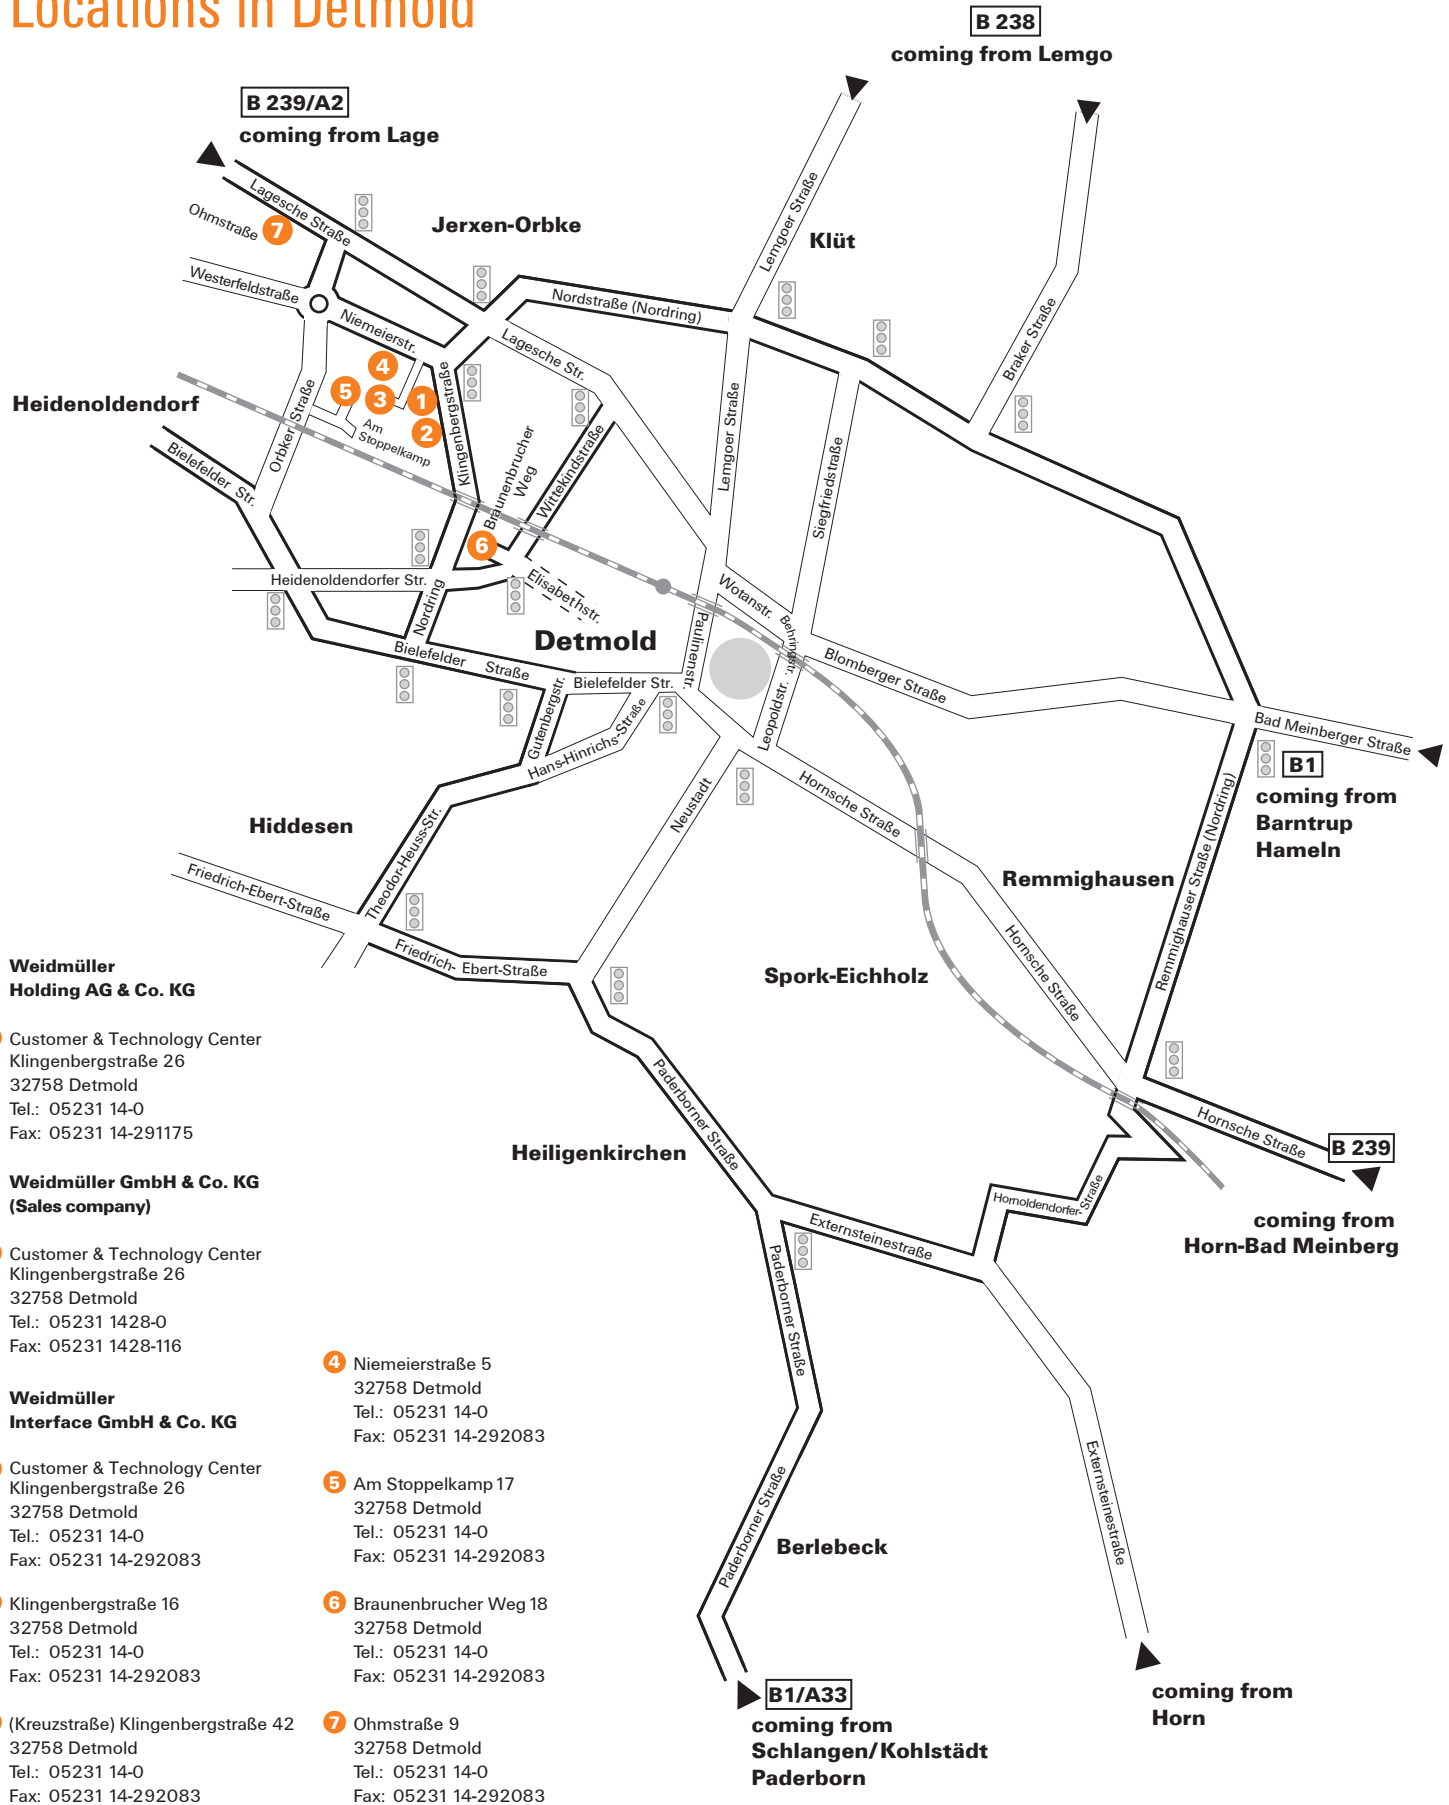 Locations in Detmold
B 238
coming from Lemgo
B 239/A2
coming from Lage
Lagesche Straße
Ohmstraße
7
Jerxen-Orbke
Klüt
Lemgoer Straße
Westerfeldstraße
Nordstraße (Nordring)
Niemeierstr.
Lagesche Str.
Braker Straße
4
5
3
1
2
Heidenoldendorf
Orbker Straße
Am
Stoppelkamp
Klingenbergstraße
Braunenbrucher
Weg
Wittekindstraße
Lemgoer Straße
Siegfriedstraße
Bielefelder Str.
6
Heidenoldendorfer Str.
Elisabethstr.
Nordring
Wotanstr.
Behringstr.
Paulinenstr.
Detmold
Bielefelder Straße
Bielefelder Str.
Blomberger Straße
Leopoldstr.
Gutenbergstr.
Hans-Hinrichs-Straße
Bad Meinberger Straße
B1
coming from
Barntrup
Hameln
Hornsche Straße
Neustadt
Hiddesen
Theodor-Heuss-Str.
Remmighausen
Remmighauser Straße (Nordring)
Friedrich-Ebert-Straße
Friedrich- Ebert-Straße
Hornsche Straße
Spork-Eichholz
Paderborner Straße
Heiligenkirchen
Hornsche Straße
B 239
coming from
Horn-Bad Meinberg
Hornoldendorfer-Straße
Externsteinestraße
Paderborner Straße
Externsteinestraße
Paderborner Straße
Berlebeck
coming from
Horn
B1/A33
coming from
Schlangen/Kohlstädt
Paderborn
Weidmüller
Holding AG & Co. KG
Customer & Technology Center
Klingenbergstraße 26
32758 Detmold
Tel.: 05231 14-0
Fax: 05231 14-291175
Weidmüller GmbH & Co. KG
(Sales company)
Customer & Technology Center
Klingenbergstraße 26
32758 Detmold
Tel.: 05231 1428-0
Fax: 05231 1428-116
Weidmüller
Interface GmbH & Co. KG
Customer & Technology Center
Klingenbergstraße 26
32758 Detmold
Tel.: 05231 14-0
Fax: 05231 14-292083
Klingenbergstraße 16
32758 Detmold
Tel.: 05231 14-0
Fax: 05231 14-292083
(Kreuzstraße) Klingenbergstraße 42
32758 Detmold
Tel.: 05231 14-0
Fax: 05231 14-292083
4 Niemeierstraße 5
32758 Detmold
Tel.: 05231 14-0
Fax: 05231 14-292083
5 Am Stoppelkamp 17
32758 Detmold
Tel.: 05231 14-0
Fax: 05231 14-292083
6 Braunenbrucher Weg 18
32758 Detmold
Tel.: 05231 14-0
Fax: 05231 14-292083
7 Ohmstraße 9
32758 Detmold
Tel.: 05231 14-0
Fax: 05231 14-292083